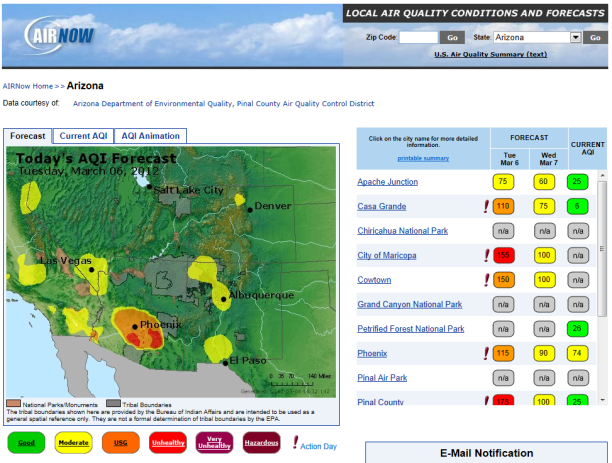 LOCAL AIR QUALITY CONDITIONS AND FORECASTS
AIRNOW
Zip Code: Go State: Arizona Go
U.S. Air Quality Summary (text)
AIRNow Home >> Arizona
Data courtesy of: Arizona Department of Environmental Quality, Pinal County Air Quality Control District
Forecast Current AQI AQI Animation
Today's AQI Forecast
Tuesday, March 06, 2012
Salt Lake City
Denver
Las Vegas
Albuquerque
Phoenix
El Paso
0 35 70 140 Miles
National Parks/Monuments Tribal Boundaries
The tribal boundaries shown here are provided by the Bureau of Indian Affairs and are intended to be used as a
general spatial reference only. They are not a formal determination of tribal boundaries by the EPA.
Good Moderate USG Unhealthy Very Unhealthy Hazardous ! Action Day
Click on the city name for more detailed
information.
printable summary
FORECAST
CURRENT
AQI
Tue
Mar 6
Wed
Mar 7
Apache Junction 75 60 25
Casa Grande ! 110 75 6
Chiricahua National Park n/a n/a n/a
City of Maricopa ! 155 100 n/a
Cowtown ! 150 100 n/a
Grand Canyon National Park n/a n/a n/a
Petrified Forest National Park n/a n/a 26
Phoenix ! 115 90 74
Pinal Air Park n/a n/a n/a
Pinal County ! 175 100 25
E-Mail Notification